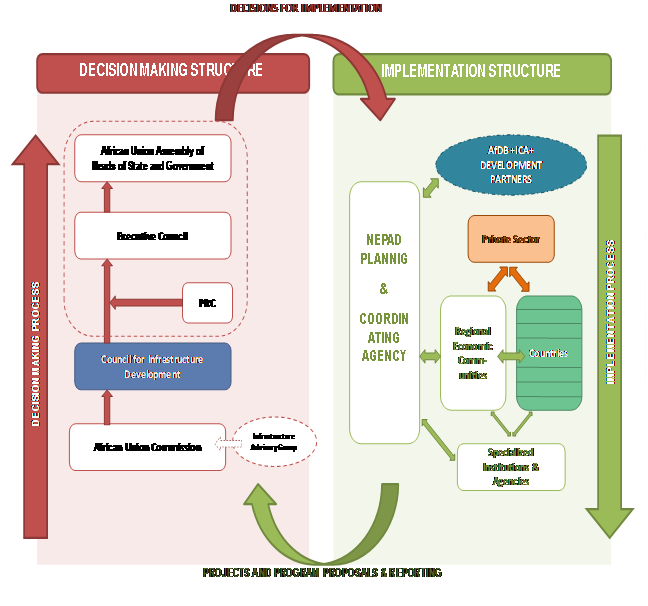 DECISIONS FOR IMPLEMENTATION
DECISION MAKING STRUCTURE
IMPLEMENTATION STRUCTURE
DECISION MAKING PROCESS
African Union Assembly of
Heads of State and Government
Executive Council
PRC
Council for Infrastructure
Development
African Union Commission
Infrastructure
Advisory Group
AfDB+ICA+
DEVELOPMENT
PARTNERS
NEPAD
PLANNIG
&
COORDIN
ATING
AGENCY
Private Sector
Regional
Economic
Comm-
unities
Countries
Specialised
Institutions &
Agencies
IMPLEMENTATION PROCESS
PROJECTS AND PROGRAM PROPOSALS & REPORTING